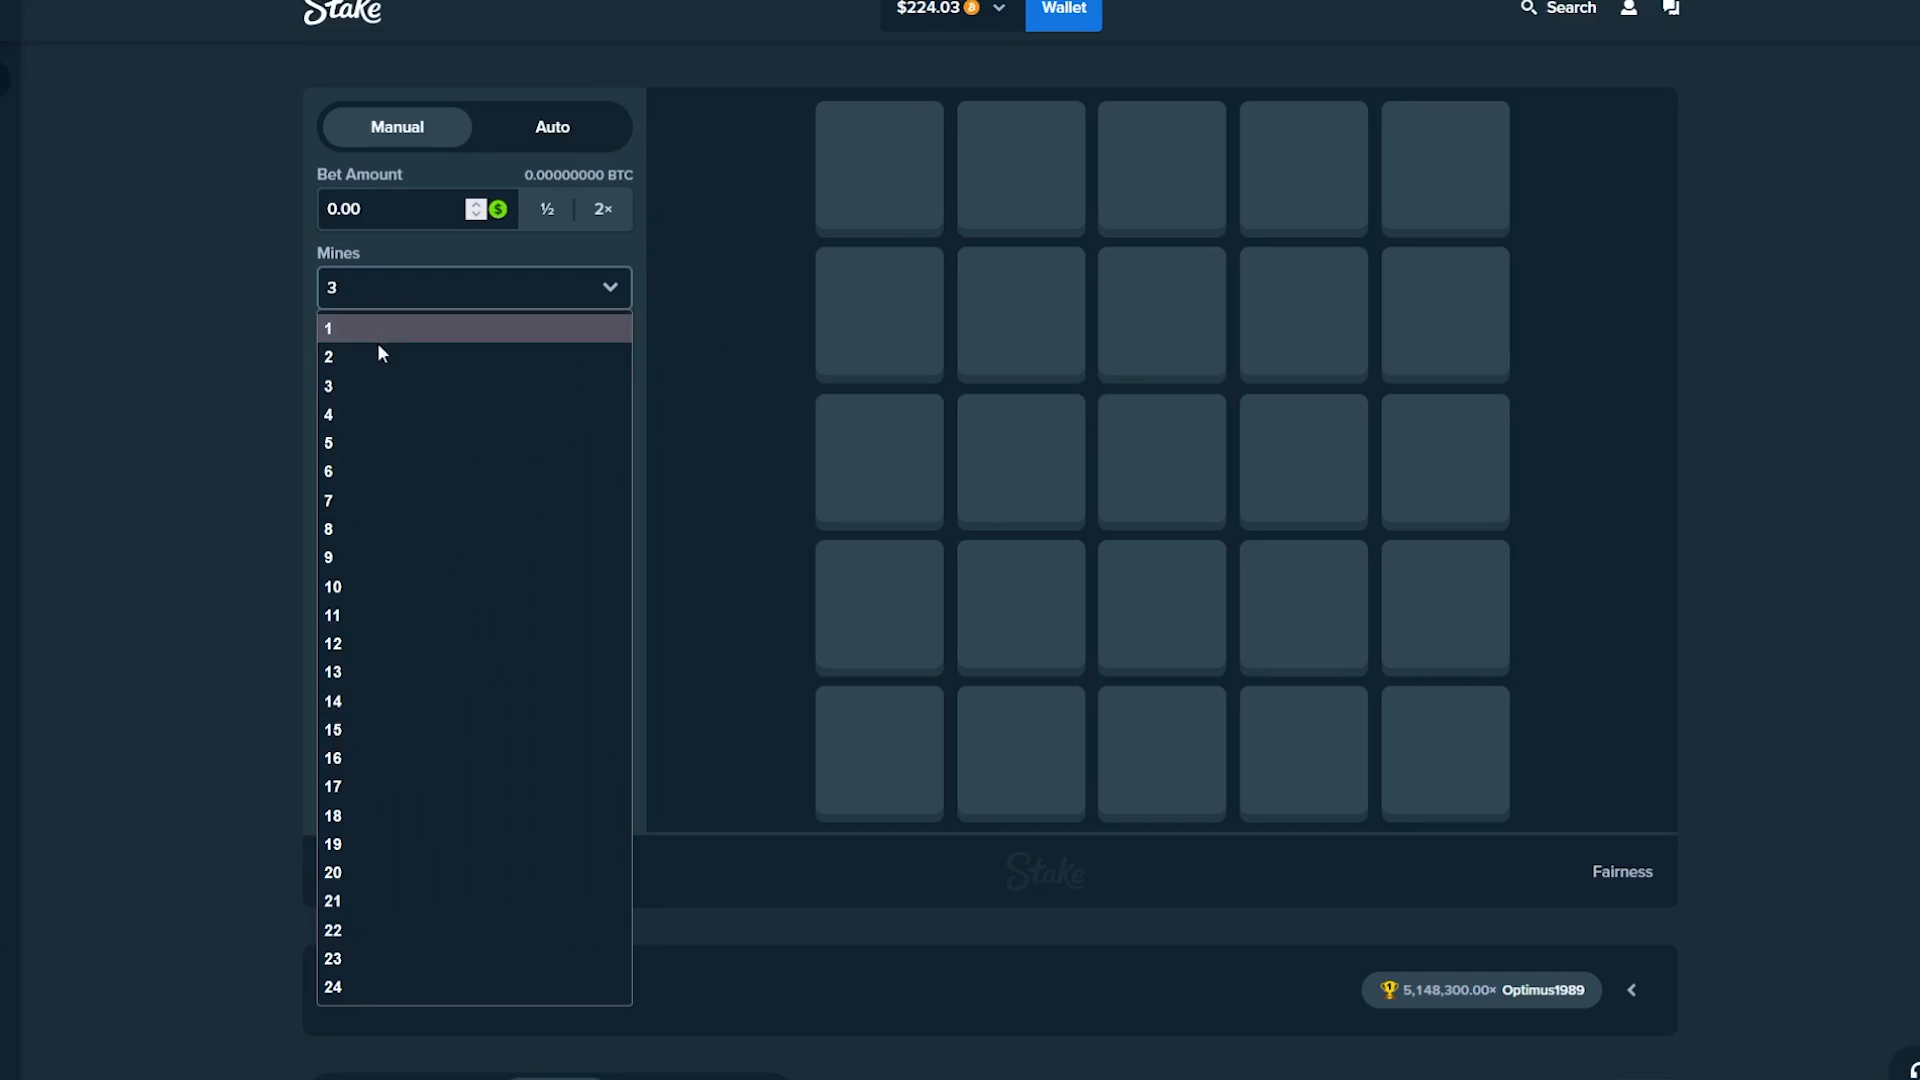 Stake
$224.03
Wallet
Search
Manual
Auto
Bet Amount
0.00000000 BTC
0.00
$
½
2×
Mines
3
1
2
3
4
5
6
7
8
9
10
11
12
13
14
15
16
17
18
19
20
21
22
23
24
Stake
Fairness
1 5,148,300.00× Optimus1989